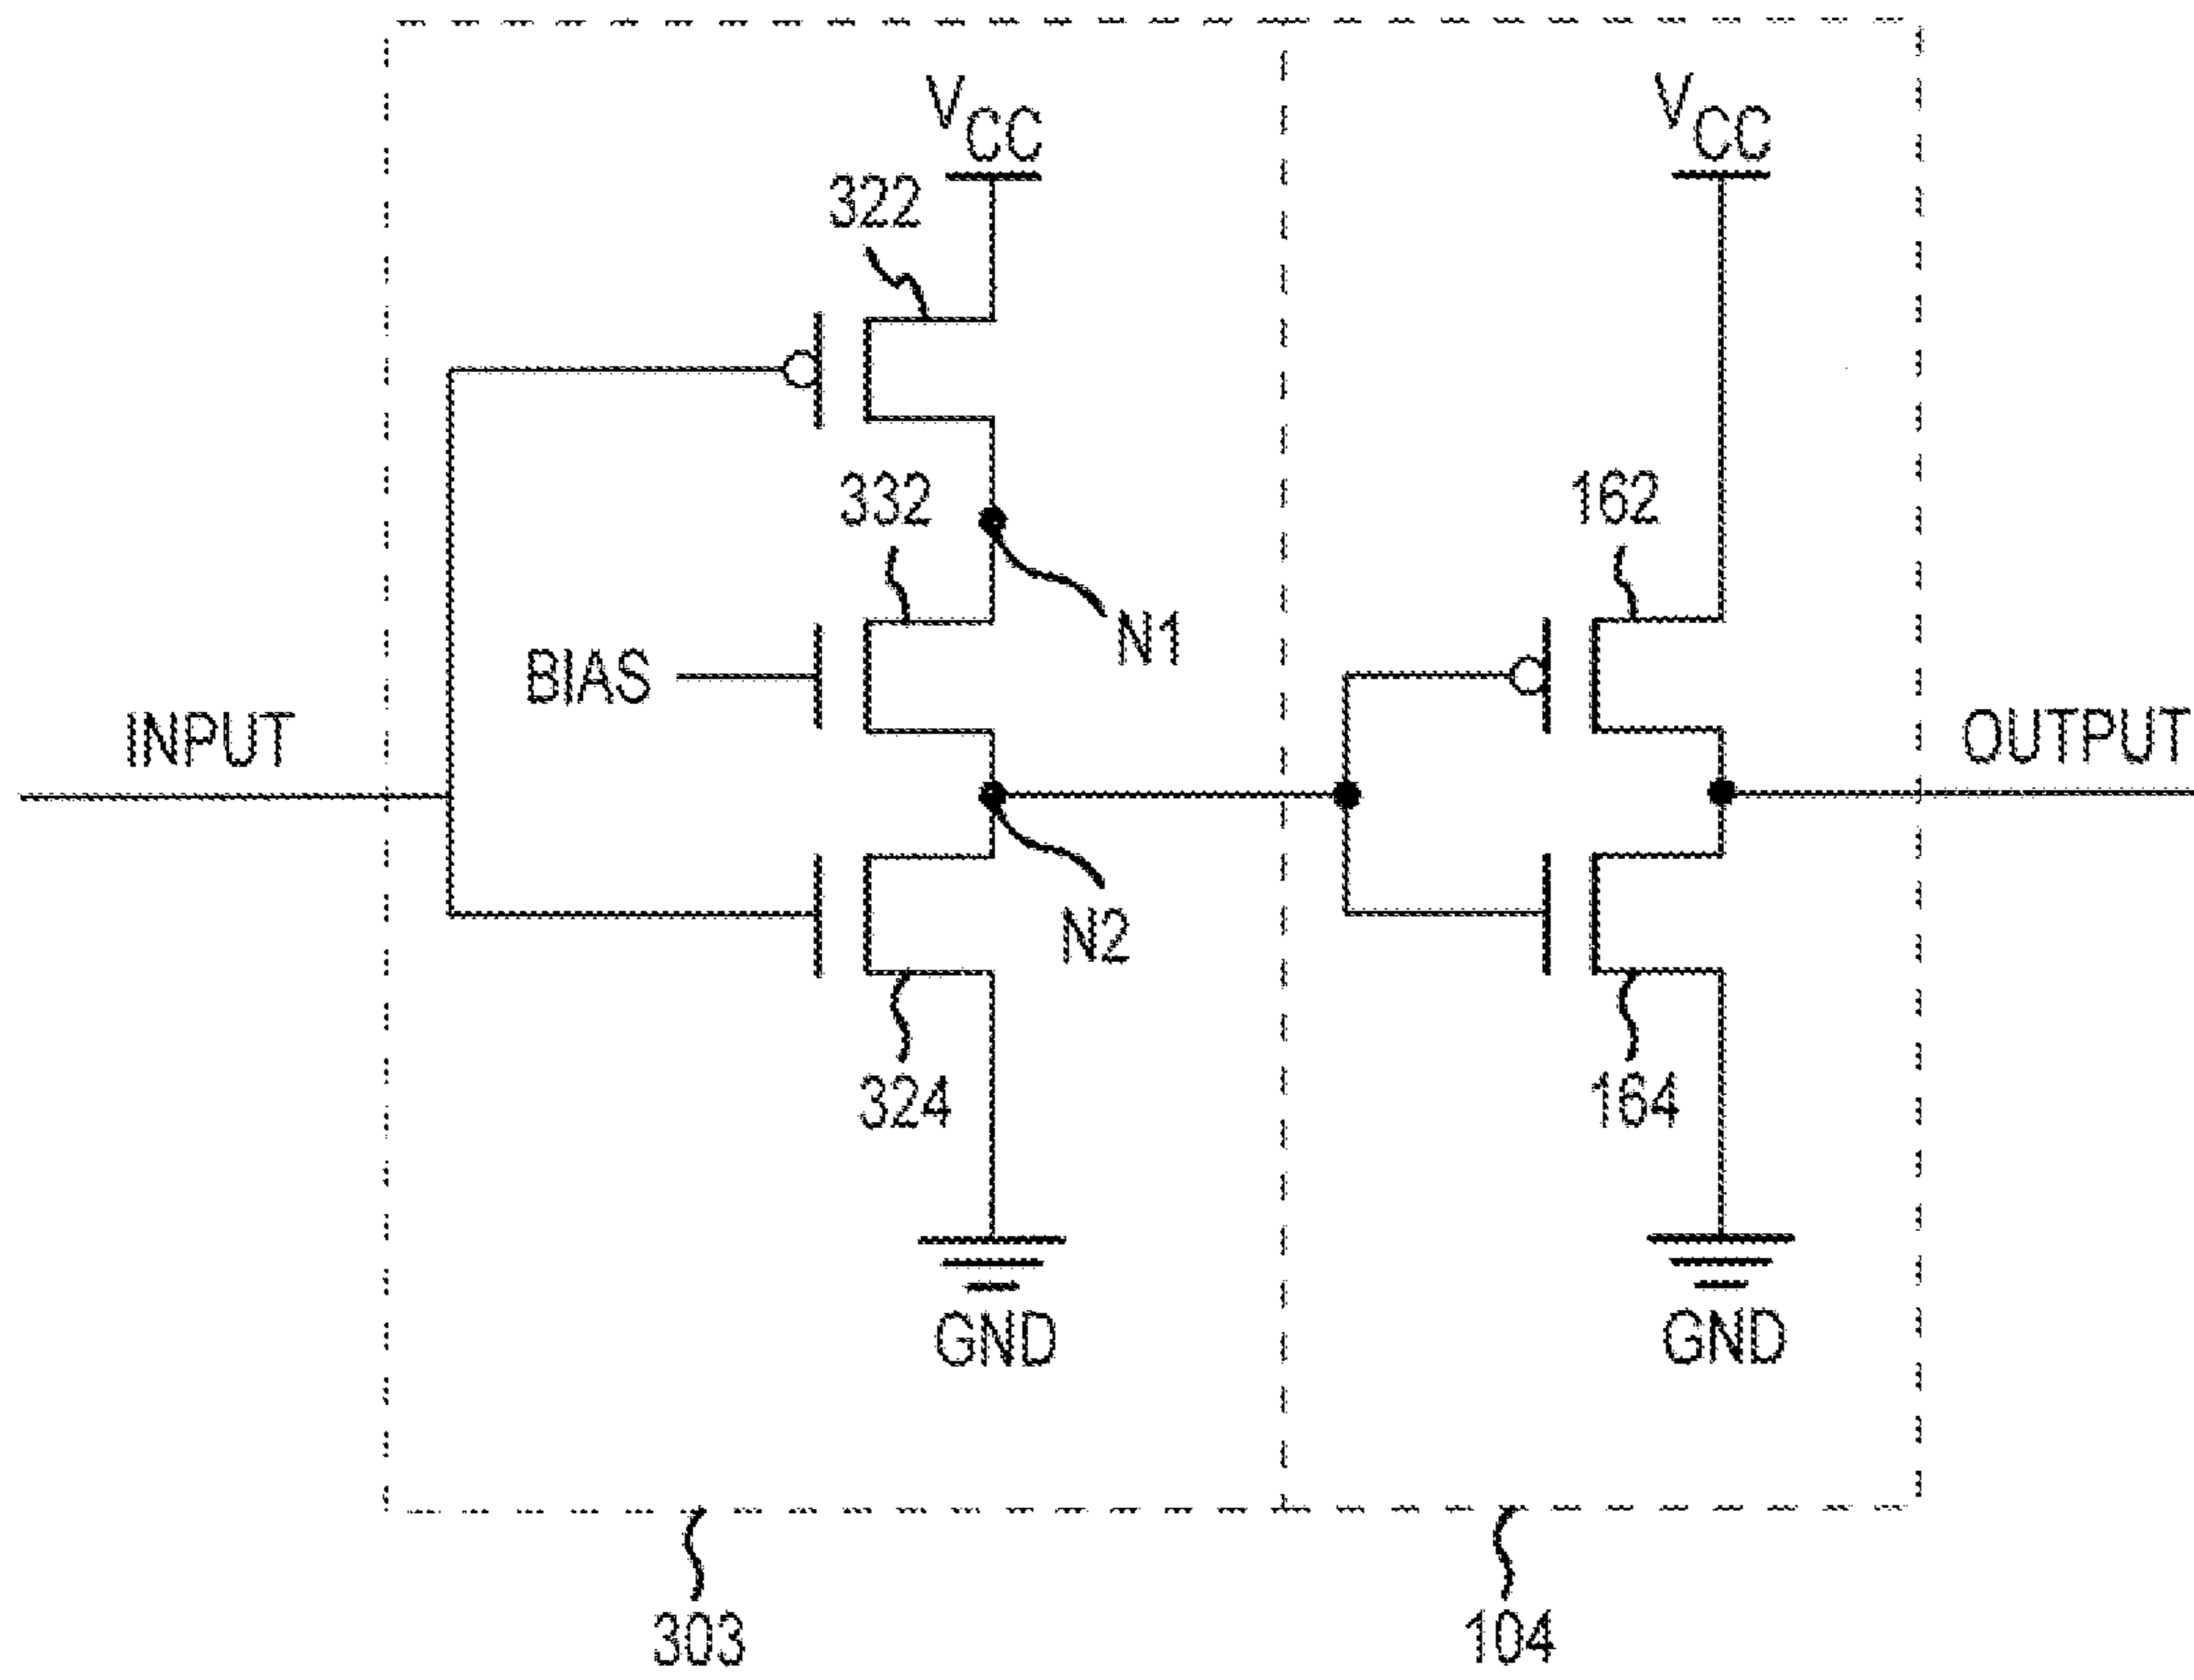 VCC
VCC
322
332
162
N1
BIAS
INPUT
OUTPUT
N2
324
164
GND
GND
303
104